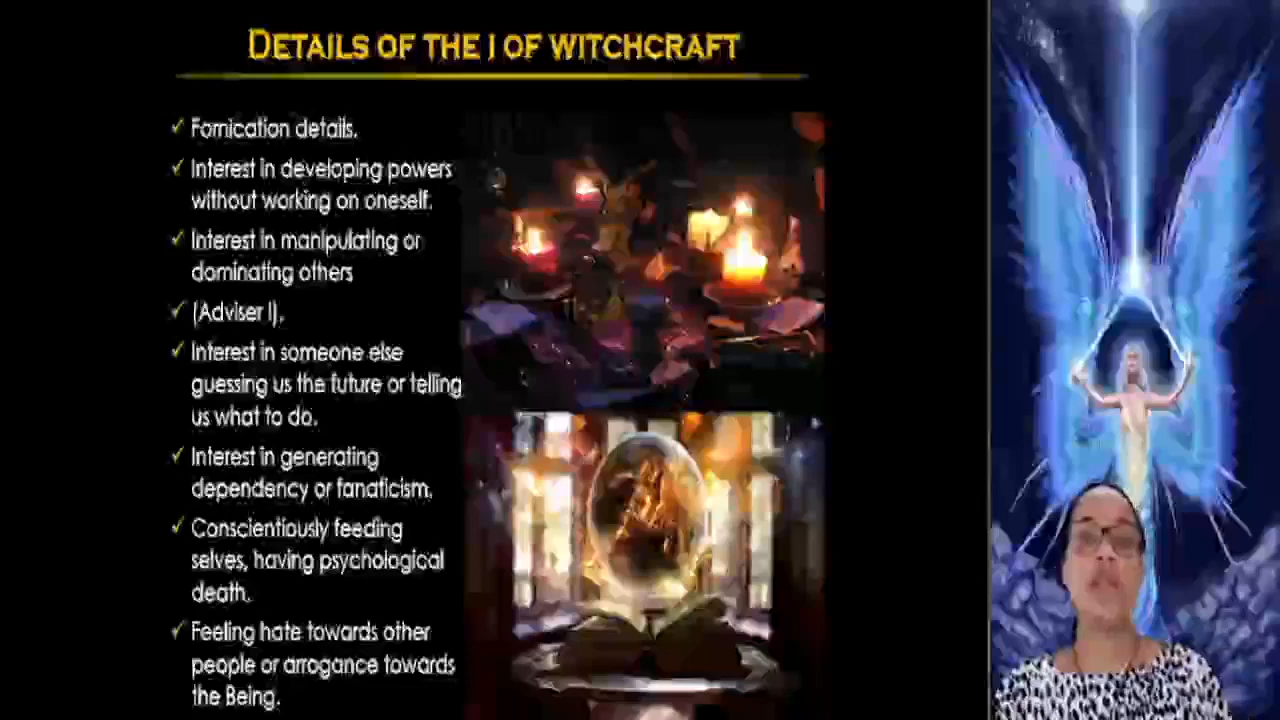 DETAILS OF THE I OF WITCHCRAFT
✓ Fornication details.
✓ Interest in developing powers
without working on oneself.
✓ Interest in manipulating or
dominating others
✓ (Adviser I).
✓ Interest in someone else
guessing us the future or telling
us what to do.
✓ Interest in generating
dependency or fanaticism.
✓ Conscientiously feeding
selves, having psychological
death.
✓ Feeling hate towards other
people or arrogance towards
the Being.